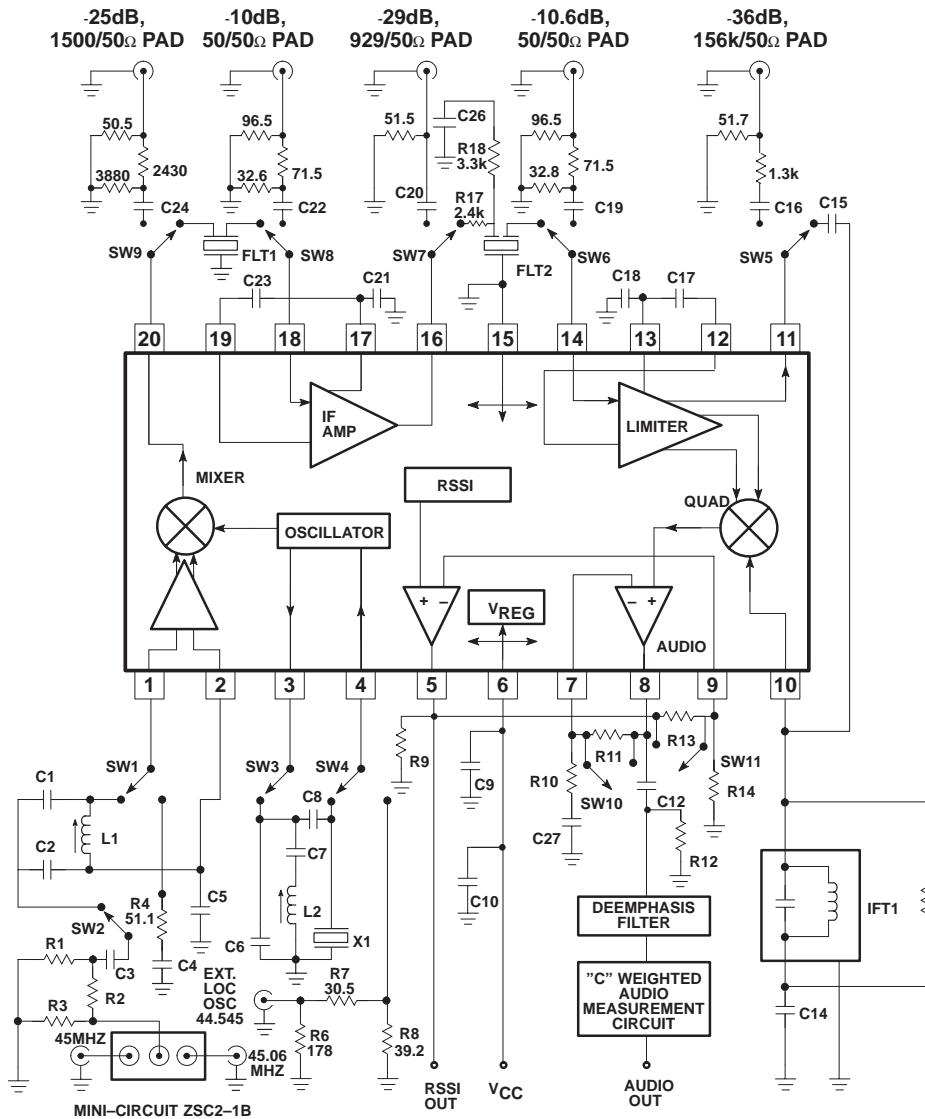 -25dB,
1500/50Ω PAD
-10dB,
50/50Ω PAD
-29dB,
929/50Ω PAD
-10.6dB,
50/50Ω PAD
-36dB,
156k/50Ω PAD
50.5
3880
2430
C24
96.5
32.6
71.5
C22
51.5
C20
C26
R18
3.3k
R17
2.4k
96.5
32.8
71.5
C19
51.7
1.3k
C16
C15
SW9
FLT1
SW8
SW7
FLT2
SW6
SW5
C23
C21
C18
C17
20
19
18
17
16
15
14
13
12
11
IF
AMP
LIMITER
MIXER
RSSI
QUAD
OSCILLATOR
+ −
VREG
− +
AUDIO
1
2
3
4
5
6
7
8
9
10
SW1
C1
L1
C2
C5
R4
51.1
C4
SW2
R1
C3
R2
R3
45MHZ
45.06
MHZ
MINI–CIRCUIT ZSC2–1B
SW3
SW4
C8
C7
L2
C6
X1
EXT.
LOC
OSC
44.545
R7
30.5
R6
178
R8
39.2
R9
C9
C10
RSSI
OUT
VCC
R10
R11
SW10
C27
C12
R12
R13
SW11
R14
DEEMPHASIS
FILTER
"C" WEIGHTED
AUDIO
MEASUREMENT
CIRCUIT
AUDIO
OUT
IFT1
C14